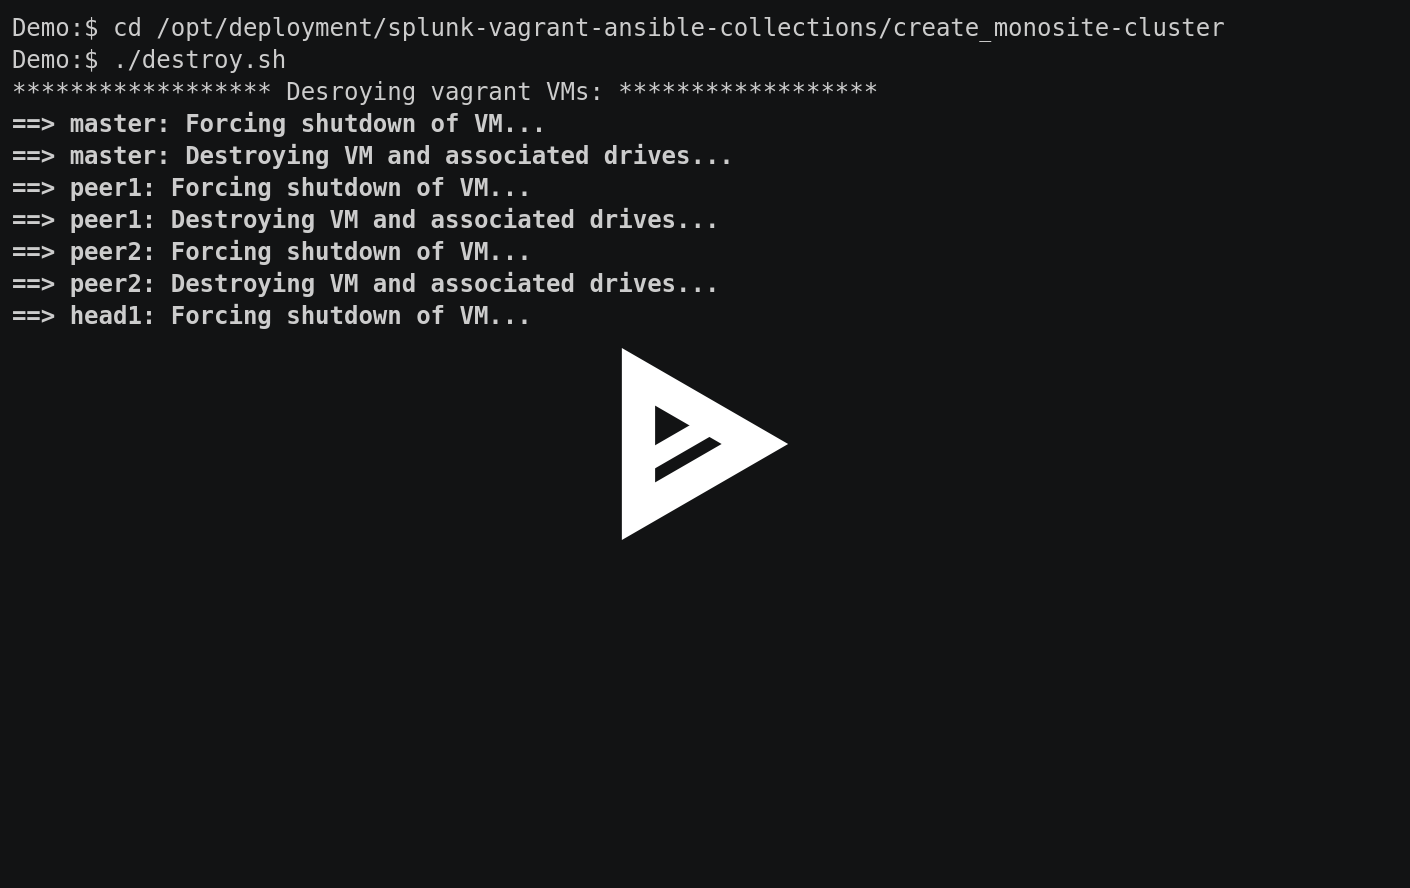 Demo:$ cd /opt/deployment/splunk-vagrant-ansible-collections/create_monosite-cluster
Demo:$ ./destroy.sh
****************** Desroying vagrant VMs: ******************
==> master: Forcing shutdown of VM...
==> master: Destroying VM and associated drives...
==> peer1: Forcing shutdown of VM...
==> peer1: Destroying VM and associated drives...
==> peer2: Forcing shutdown of VM...
==> peer2: Destroying VM and associated drives...
==> head1: Forcing shutdown of VM...